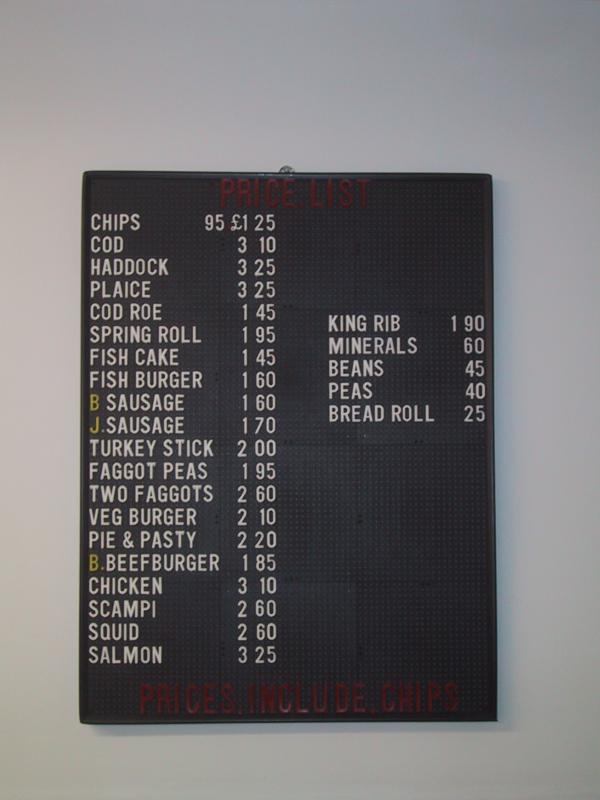 PRICE.LIST
CHIPS 95 £1 25
COD 3 10
HADDOCK 3 25
PLAICE 3 25
COD ROE 1 45
SPRING ROLL 1 95
FISH CAKE 1 45
FISH BURGER 1 60
B SAUSAGE 1 60
J.SAUSAGE 1 70
TURKEY STICK 2 00
FAGGOT PEAS 1 95
TWO FAGGOTS 2 60
VEG BURGER 2 10
PIE & PASTY 2 20
B.BEEFBURGER 1 85
CHICKEN 3 10
SCAMPI 2 60
SQUID 2 60
SALMON 3 25
KING RIB 1 90
MINERALS 60
BEANS 45
PEAS 40
BREAD ROLL 25
PRICES.INCLUDE.CHIPS